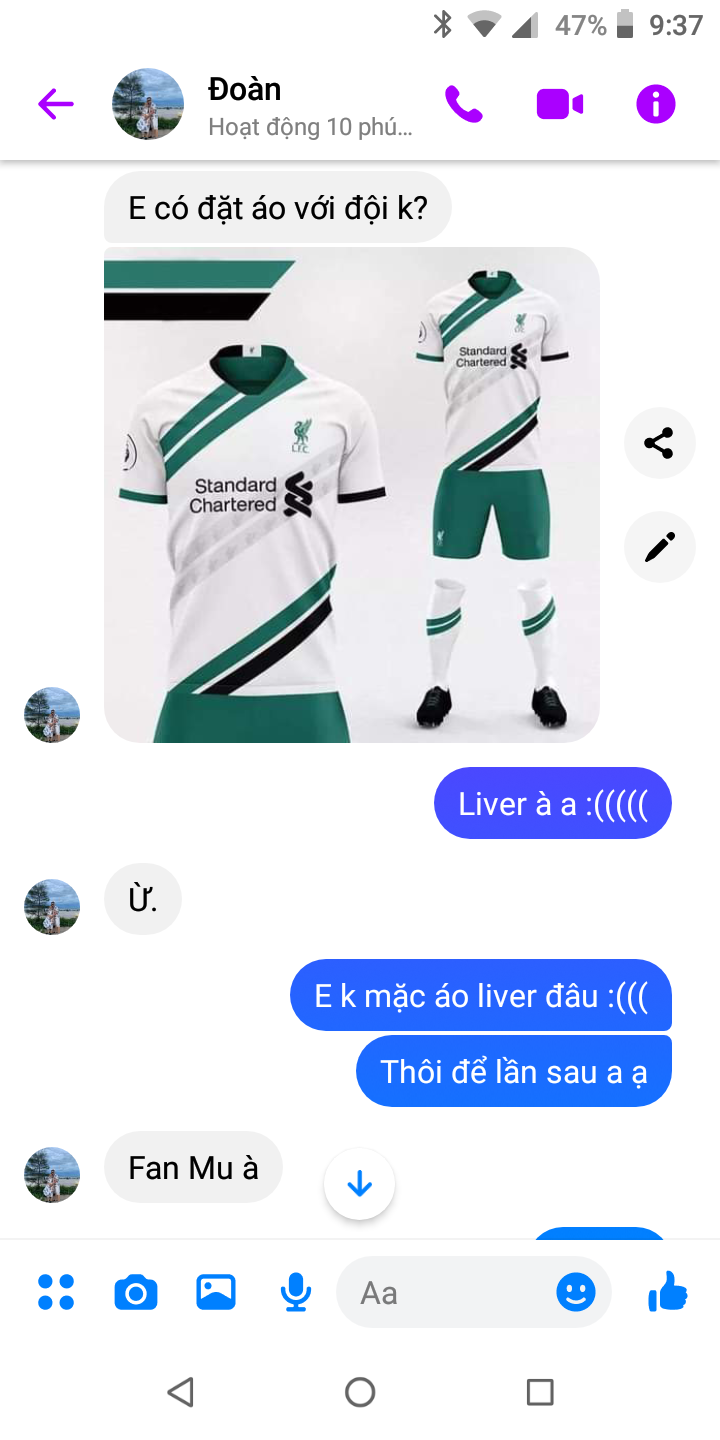 47% 9:37
Đoàn
Hoạt động 10 phú...
E có đặt áo với đội k?
Standard
Chartered
L.F.C.
Standard
Chartered
Liver à a :(((((
Ừ.
E k mặc áo liver đâu :(((
Thôi để lần sau a ạ
Fan Mu à
Aa